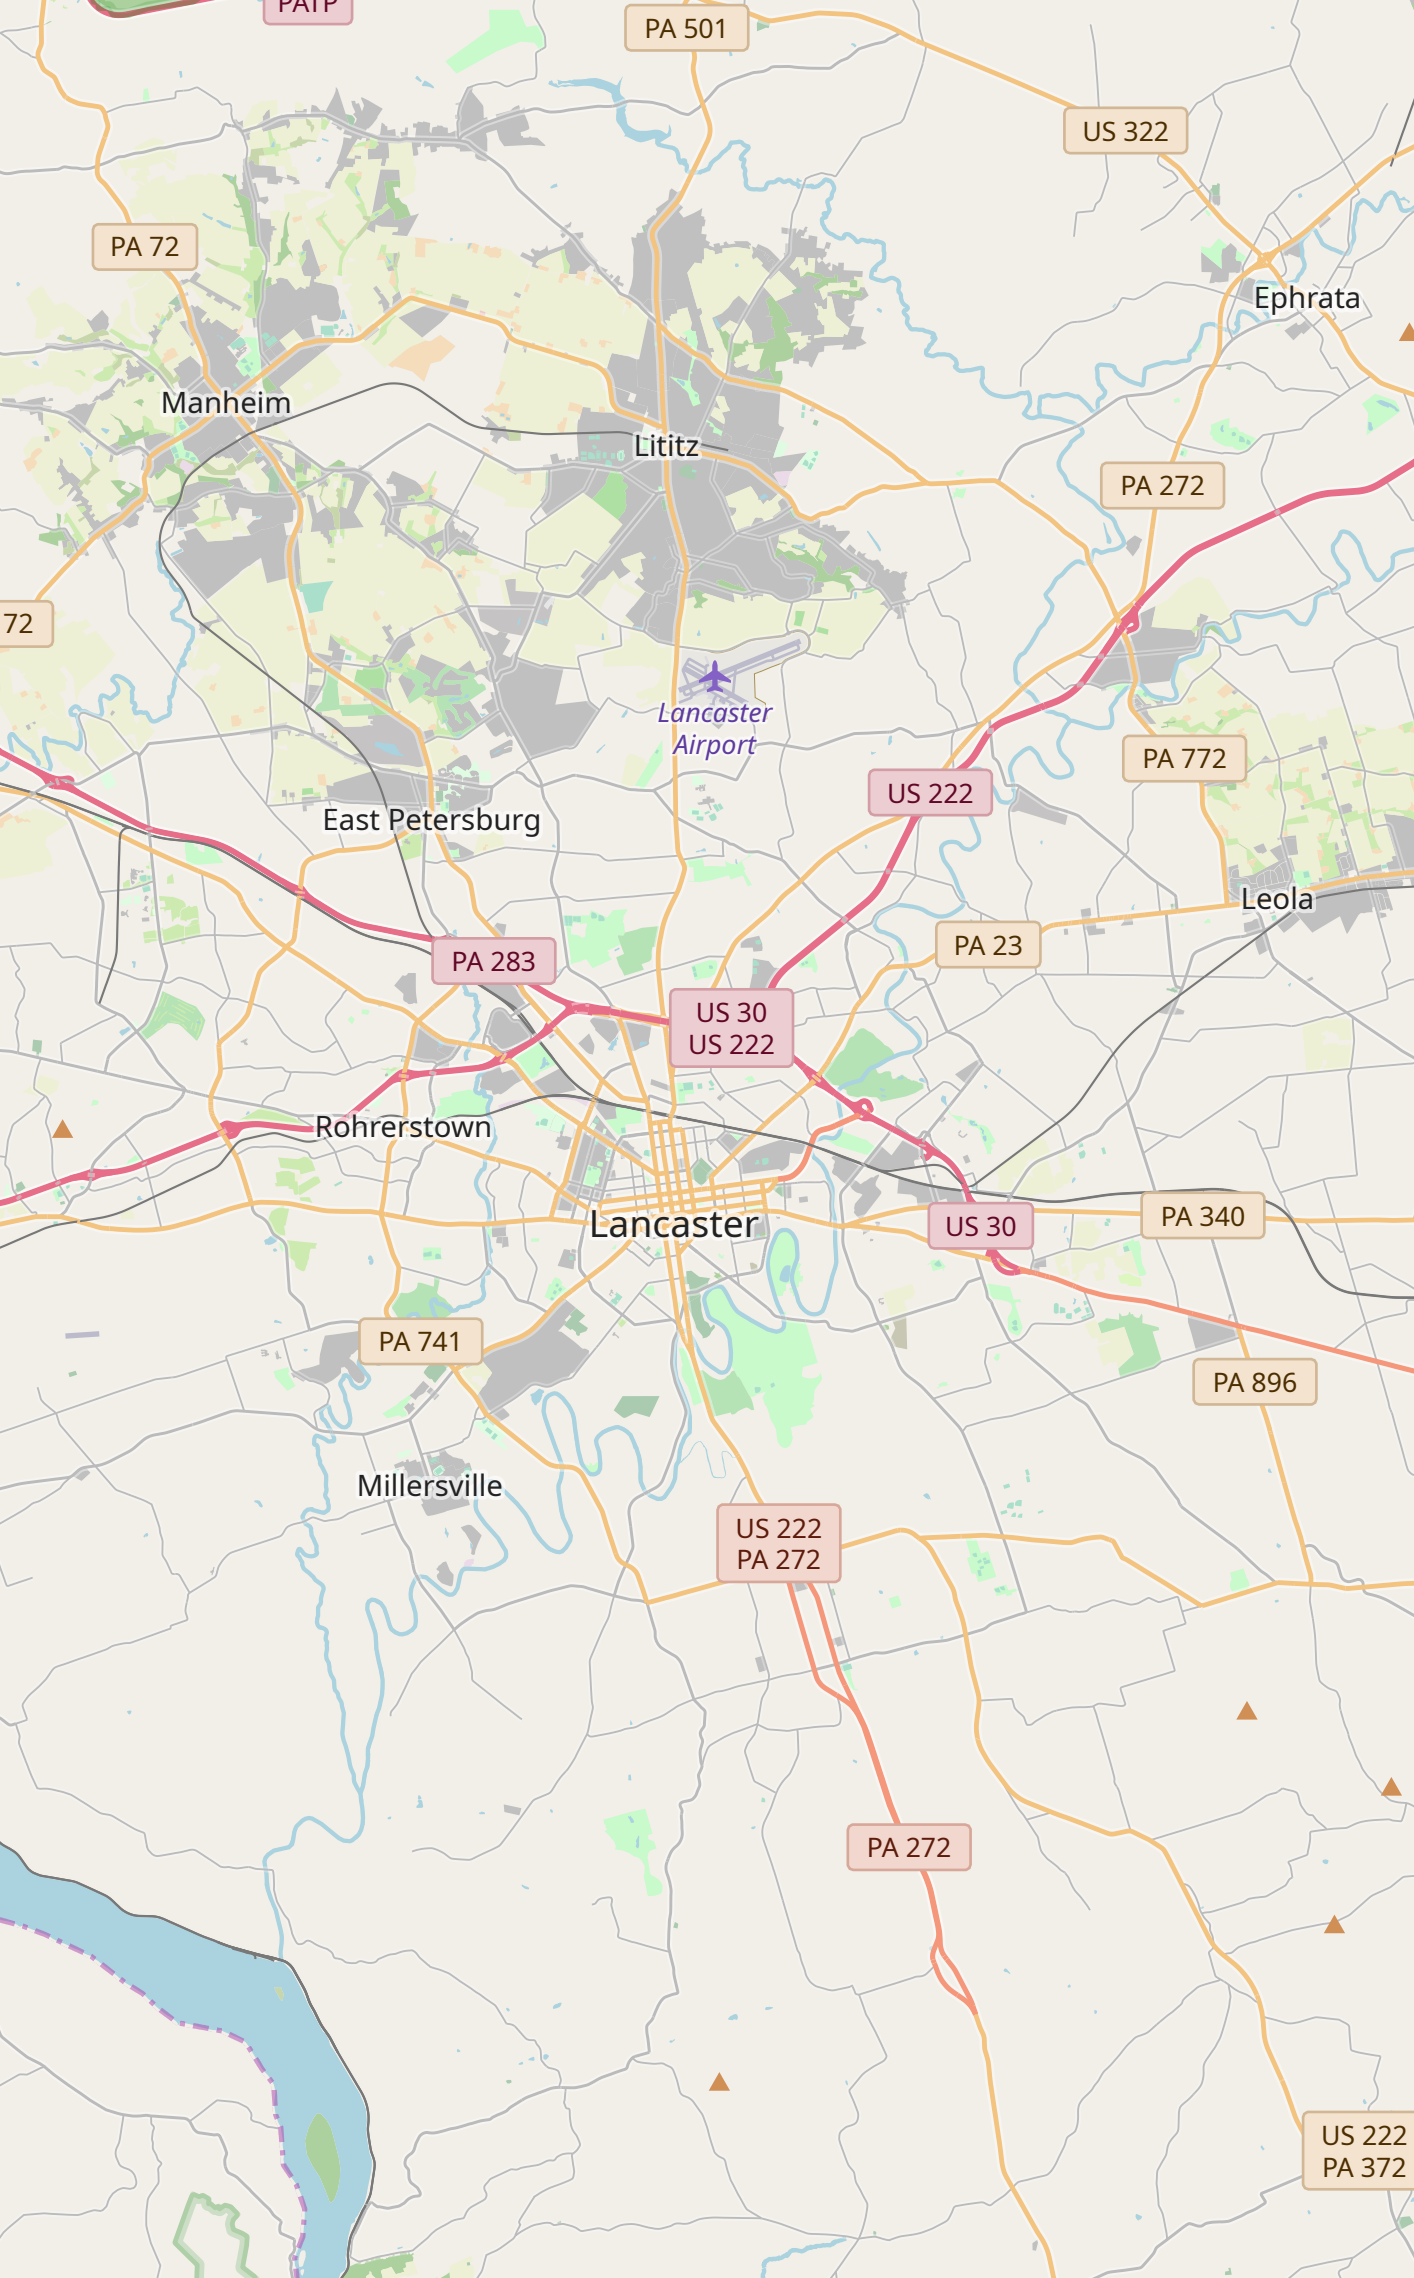 PATP
PA 501
US 322
PA 72
Ephrata
Manheim
Lititz
PA 272
72
Lancaster
Airport
PA 772
US 222
East Petersburg
Leola
PA 23
PA 283
US 30
US 222
Rohrerstown
PA 340
Lancaster
US 30
PA 741
PA 896
Millersville
US 222
PA 272
PA 272
US 222
PA 372